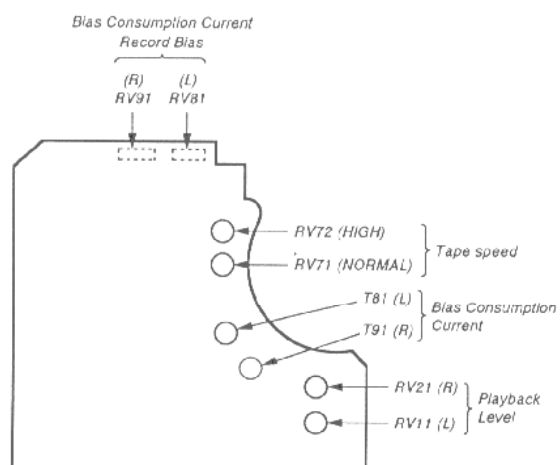 Bias Consumption Current
Record Bias
(R) (L)
RV91 RV81
RV72 (HIGH)
RV71 (NORMAL)
Tape speed
T81 (L)
T91 (R)
Bias Consumption
Current
RV21 (R)
RV11 (L)
Playback
Level